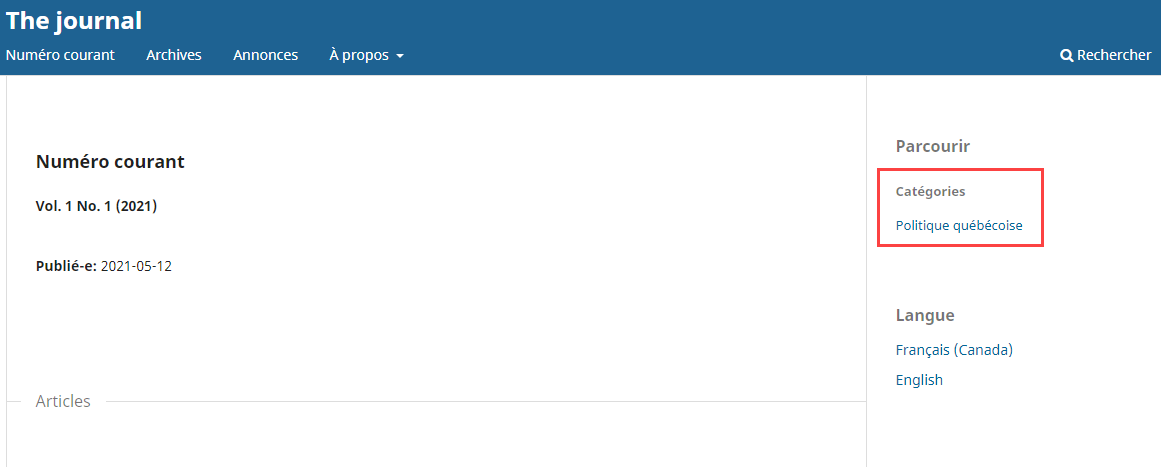 The journal
Numéro courant Archives Annonces À propos Rechercher
Numéro courant
Vol. 1 No. 1 (2021)
Publié-e: 2021-05-12
Articles
Parcourir
Catégories
Politique québécoise
Langue
Français (Canada)
English